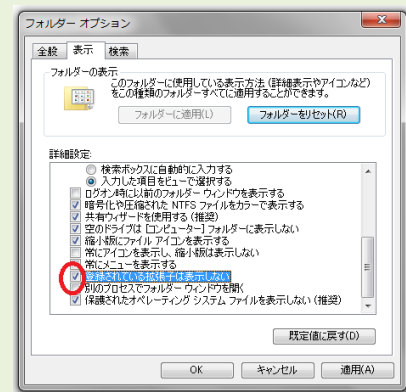 フォルダー オプション
全般 表示 検索
フォルダーの表示
このフォルダーに使用している表示方法(詳細表示やアイコンなど)
をこの種類のフォルダーすべてに適用することができます。
フォルダーに適用(L) フォルダーをリセット(R)
詳細設定:
検索ボックスに自動的に入力する
入力した項目をビューで選択する
ログオン時に以前のフォルダー ウィンドウを表示する
暗号化や圧縮された NTFS ファイルをカラーで表示する
共有ウィザードを使用する (推奨)
空のドライブは [コンピューター] フォルダーに表示しない
縮小版にファイル アイコンを表示する
常にアイコンを表示し、縮小版は表示しない
常にメニューを表示する
登録されている拡張子は表示しない
別のプロセスでフォルダー ウィンドウを開く
保護されたオペレーティング システム ファイルを表示しない (推奨)
既定値に戻す(D)
OK キャンセル 適用(A)